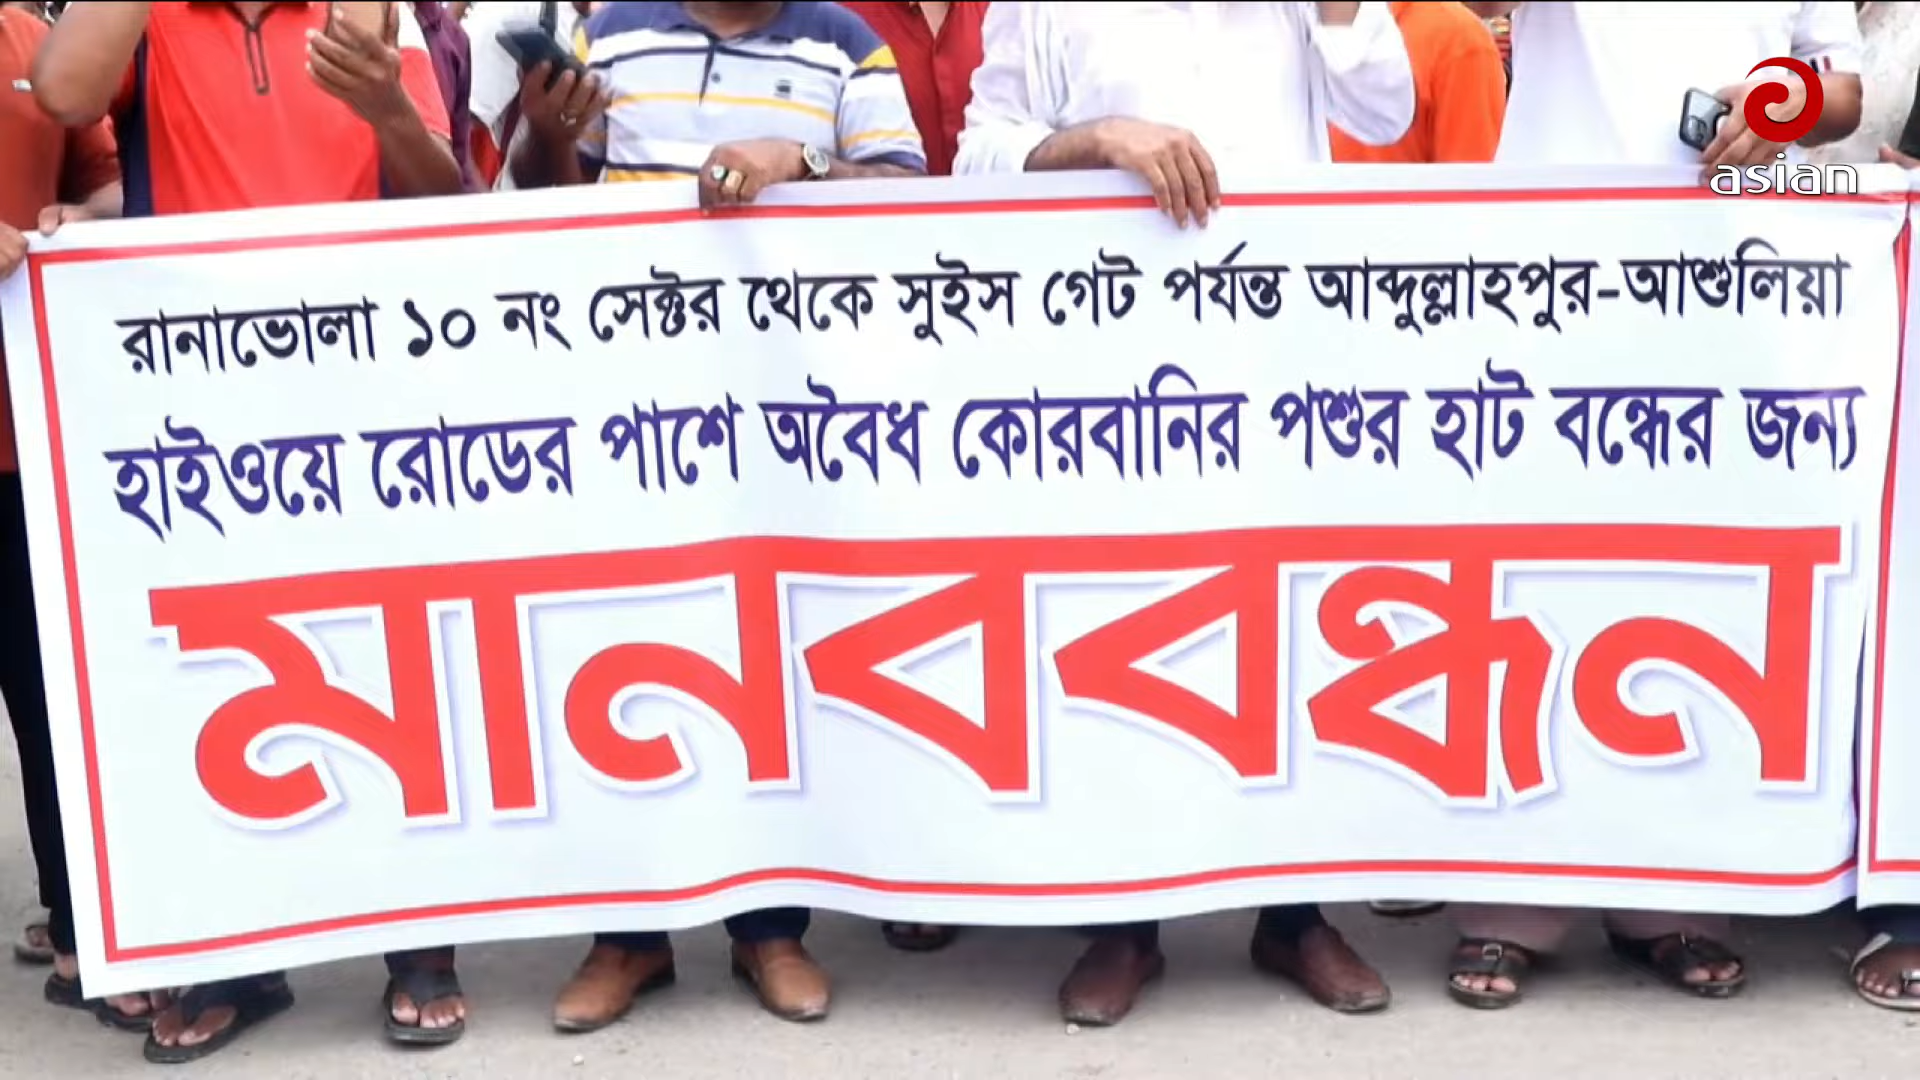 asian
রানাভোলা ১০ নং সেক্টর থেকে সুইস গেট পর্যন্ত আব্দুল্লাহপুর-আশুলিয়া
হাইওয়ে রোডের পাশে অবৈধ কোরবানির পশুর হাট বন্ধের জন্য
মানববন্ধন